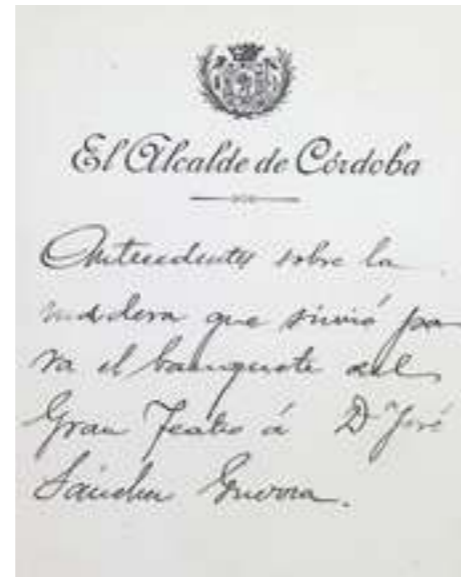 El Alcalde de Córdoba
Antecedentes sobre la
madera que sirvió pa
ra el banquete del
Gran Teatro á Dn José
Sánchez Guerra.